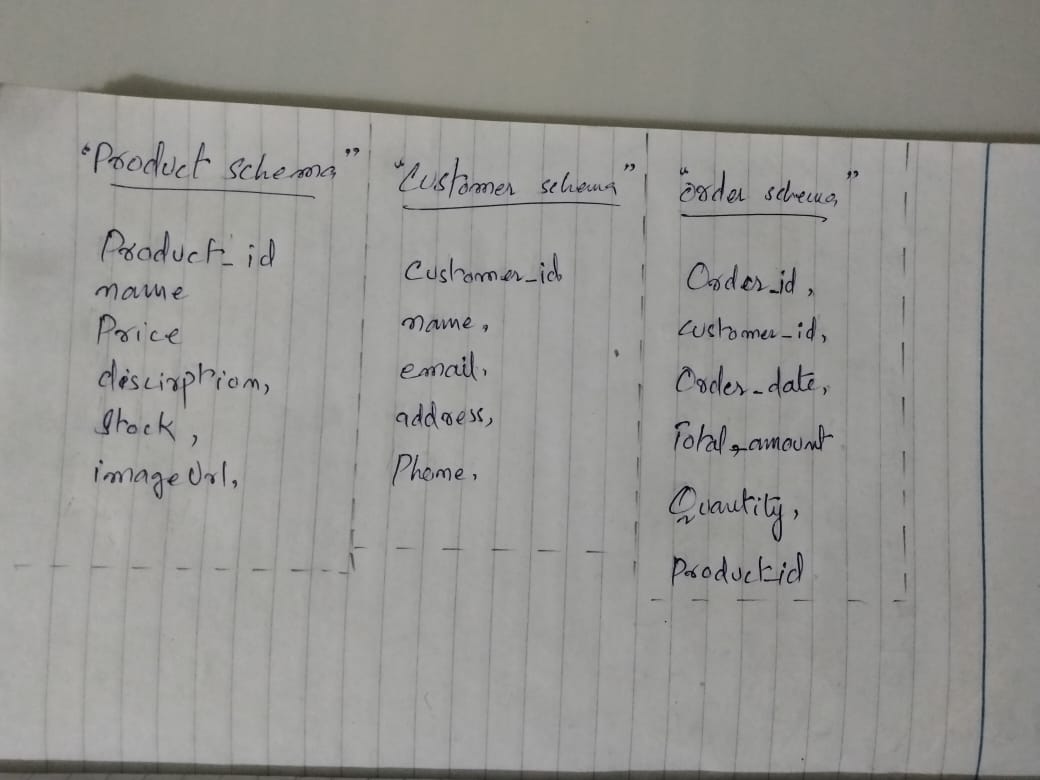 "Product schema"
Product_id
name
Price
discirption,
Stock,
imageUrl,
"Customer schema"
Customer_id
name,
email,
address,
Phone,
"order schema"
Order_id,
customer_id,
Order_date,
Total_amount
Quantity,
Product_id